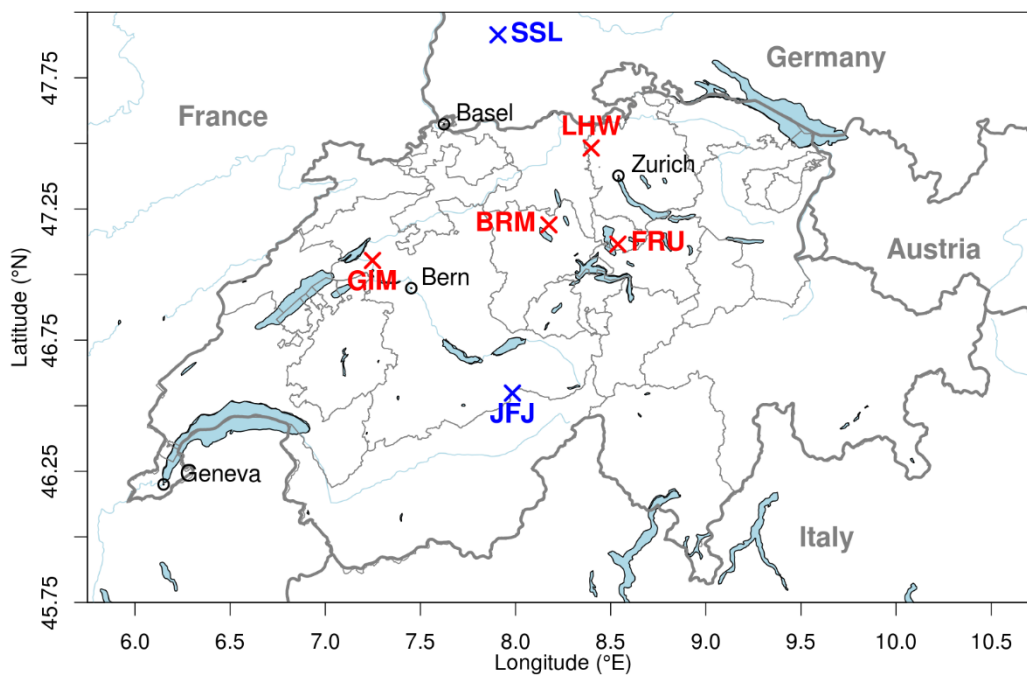 SSL
Germany
France
Basel
LHW
Zurich
BRM
FRU
Austria
GIM
Bern
JFJ
Geneva
Italy
Latitude (°N)
47.75
47.25
46.75
46.25
45.75
6.0 6.5 7.0 7.5 8.0 8.5 9.0 9.5 10.0 10.5
Longitude (°E)